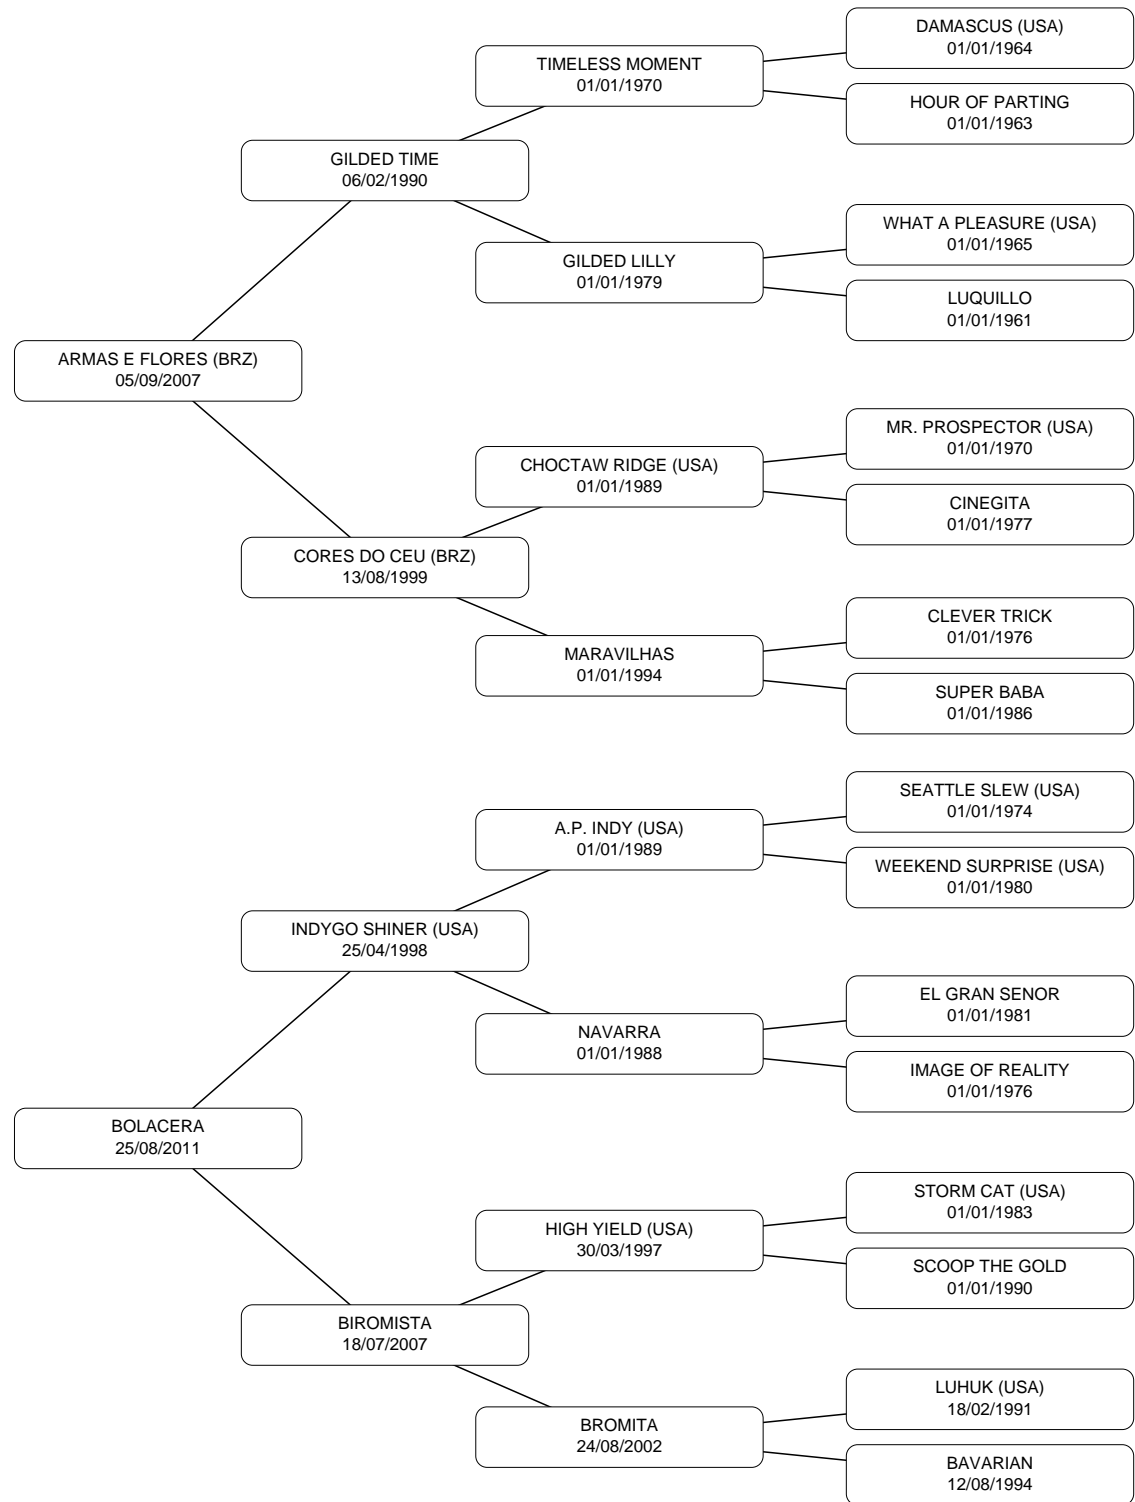 DAMASCUS (USA)
01/01/1964
TIMELESS MOMENT
01/01/1970
HOUR OF PARTING
01/01/1963
GILDED TIME
06/02/1990
WHAT A PLEASURE (USA)
01/01/1965
GILDED LILLY
01/01/1979
LUQUILLO
01/01/1961
ARMAS E FLORES (BRZ)
05/09/2007
MR. PROSPECTOR (USA)
01/01/1970
CHOCTAW RIDGE (USA)
01/01/1989
CINEGITA
01/01/1977
CORES DO CEU (BRZ)
13/08/1999
CLEVER TRICK
01/01/1976
MARAVILHAS
01/01/1994
SUPER BABA
01/01/1986
SEATTLE SLEW (USA)
01/01/1974
A.P. INDY (USA)
01/01/1989
WEEKEND SURPRISE (USA)
01/01/1980
INDYGO SHINER (USA)
25/04/1998
EL GRAN SENOR
01/01/1981
NAVARRA
01/01/1988
IMAGE OF REALITY
01/01/1976
BOLACERA
25/08/2011
STORM CAT (USA)
01/01/1983
HIGH YIELD (USA)
30/03/1997
SCOOP THE GOLD
01/01/1990
BIROMISTA
18/07/2007
LUHUK (USA)
18/02/1991
BROMITA
24/08/2002
BAVARIAN
12/08/1994